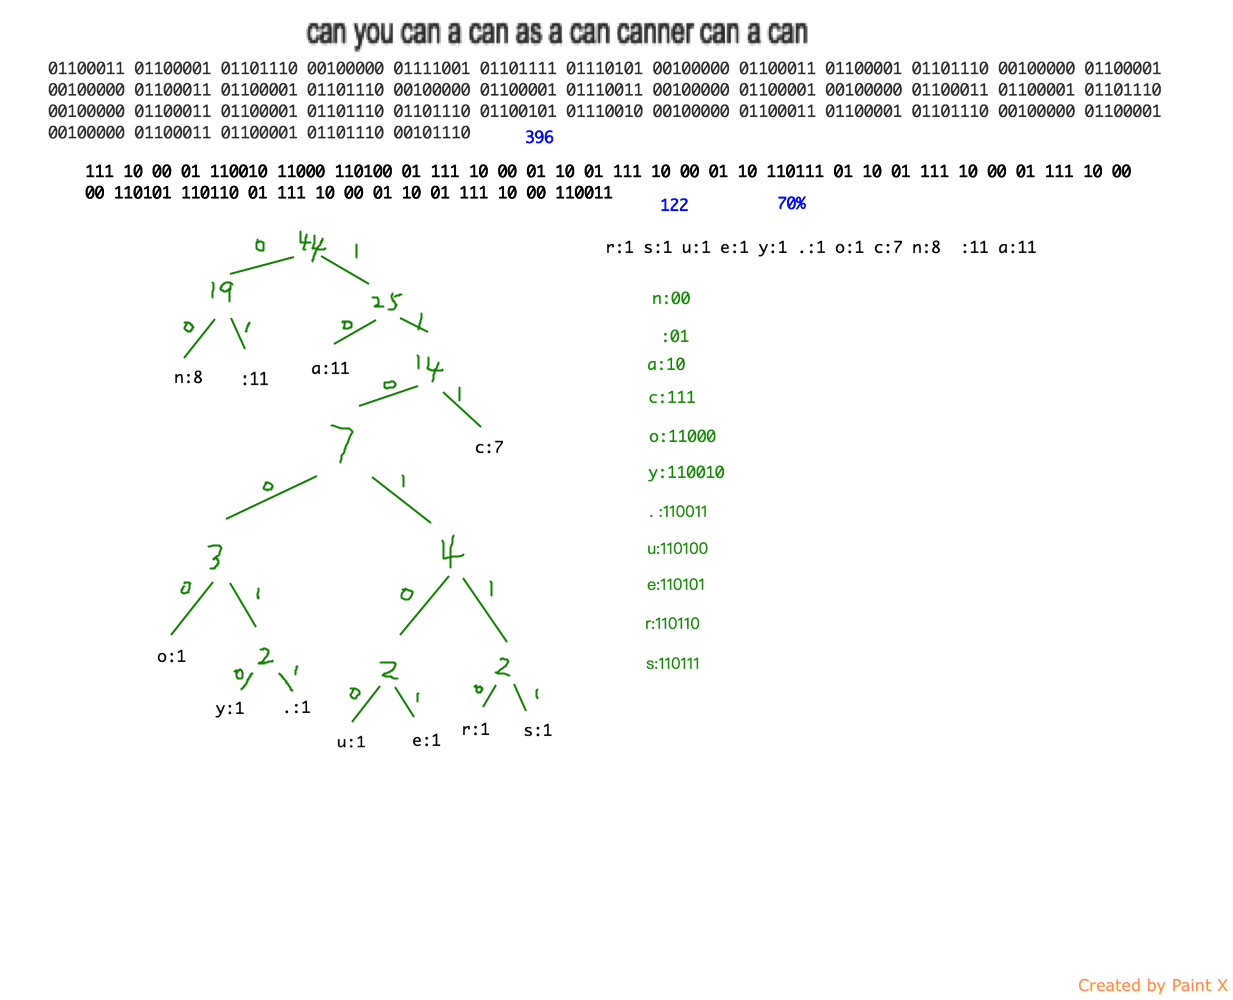 can you can a can as a can canner can a can
01100011 01100001 01101110 00100000 01111001 01101111 01110101 00100000 01100011 01100001 01101110 00100000 01100001
00100000 01100011 01100001 01101110 00100000 01100001 01110011 00100000 01100001 00100000 01100011 01100001 01101110
00100000 01100011 01100001 01101110 01101110 01100101 01110010 00100000 01100011 01100001 01101110 00100000 01100001
00100000 01100011 01100001 01101110 00101110 396
111 10 00 01 110010 11000 110100 01 111 10 00 01 10 01 111 10 00 01 10 110111 01 10 01 111 10 00 01 111 10 00
00 110101 110110 01 111 10 00 01 10 01 111 10 00 110011 122 70%
r:1 s:1 u:1 e:1 y:1 .:1 o:1 c:7 n:8  :11 a:11
0 44 1
19 25
0 1 0 1
n:8 :11 a:11 14
0 1
7 c:7
0 1
3 4
0 1 0 1
o:1 2 2 2
0 1 0 1 0 1
y:1 .:1 u:1 e:1 r:1 s:1
n:00
:01
a:10
c:111
o:11000
y:110010
. :110011
u:110100
e:110101
r:110110
s:110111
Created by Paint X